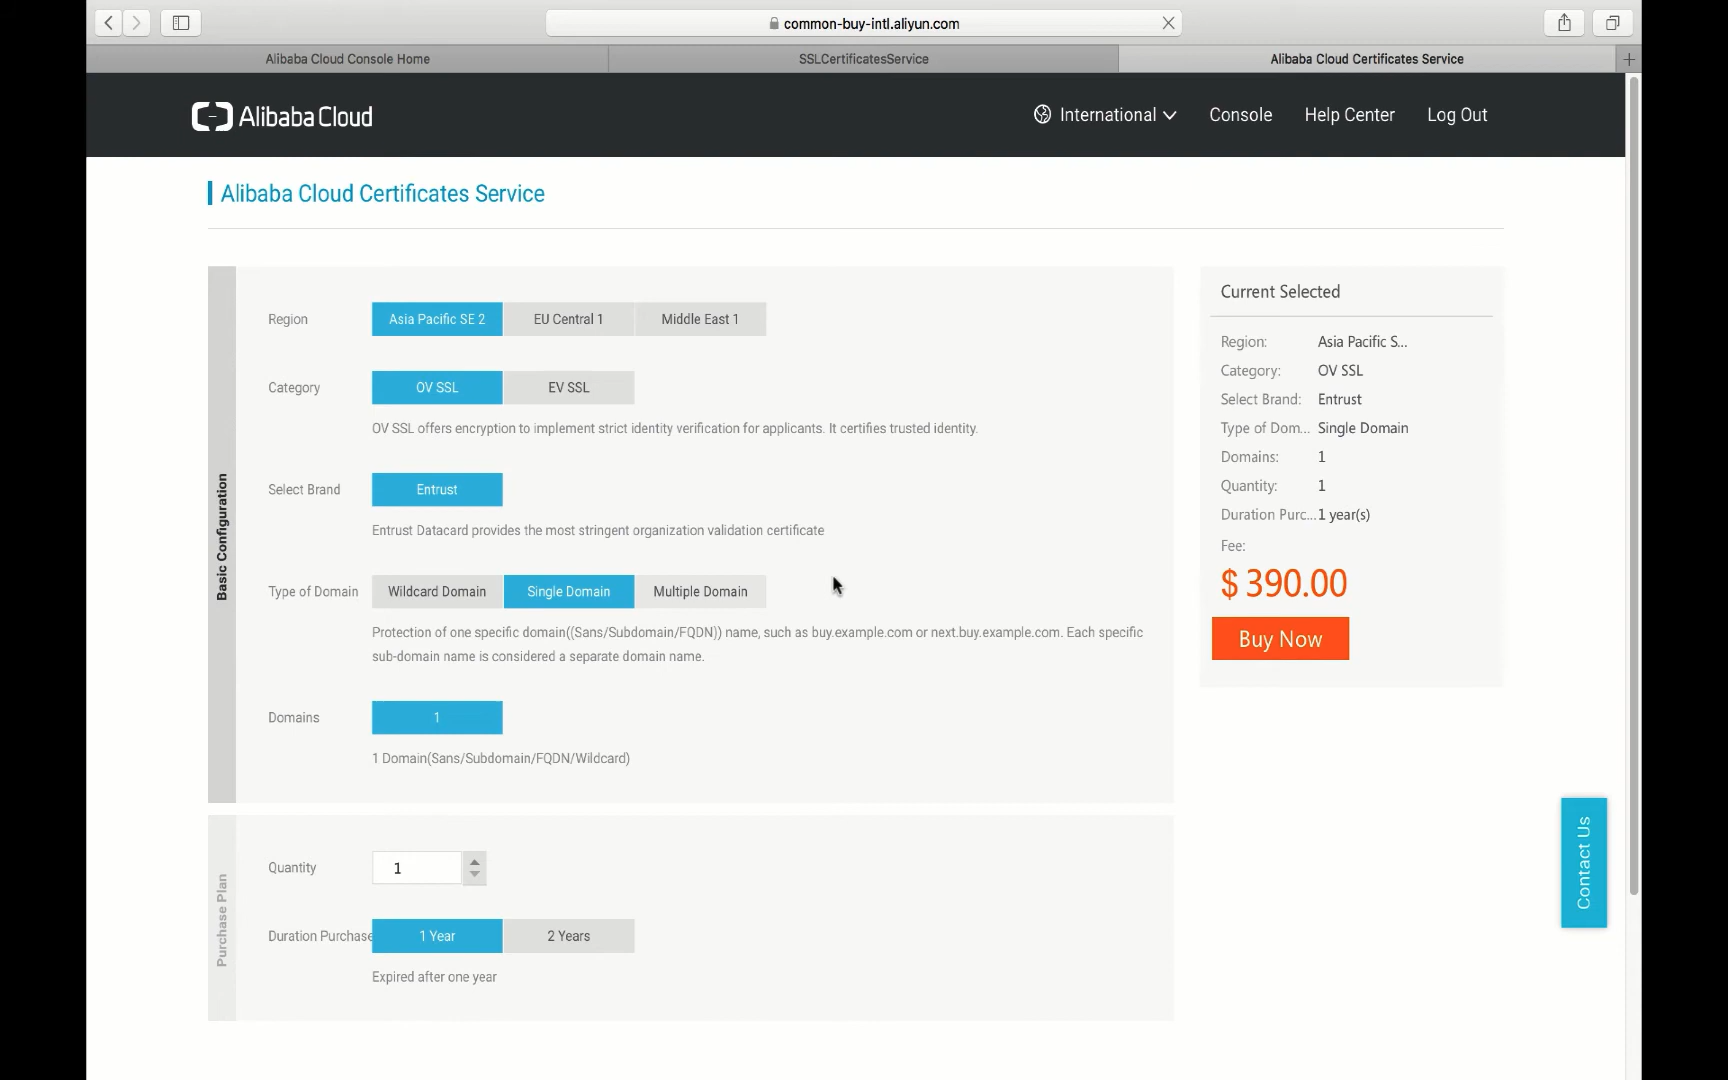 common-buy-intl.aliyun.com
Alibaba Cloud Console Home
SSLCertificatesService
Alibaba Cloud Certificates Service
Alibaba Cloud
International
Console
Help Center
Log Out
Alibaba Cloud Certificates Service
Basic Configuration
Region
Asia Pacific SE 2
EU Central 1
Middle East 1
Category
OV SSL
EV SSL
OV SSL offers encryption to implement strict identity verification for applicants. It certifies trusted identity.
Select Brand
Entrust
Entrust Datacard provides the most stringent organization validation certificate
Type of Domain
Wildcard Domain
Single Domain
Multiple Domain
Protection of one specific domain((Sans/Subdomain/FQDN)) name, such as buy.example.com or next.buy.example.com. Each specific
sub-domain name is considered a separate domain name.
Domains
1
1 Domain(Sans/Subdomain/FQDN/Wildcard)
Purchase Plan
Quantity
1
Duration Purchase
1 Year
2 Years
Expired after one year
Current Selected
Region: Asia Pacific S...
Category: OV SSL
Select Brand: Entrust
Type of Dom... Single Domain
Domains: 1
Quantity: 1
Duration Purc... 1 year(s)
Fee:
$ 390.00
Buy Now
Contact Us